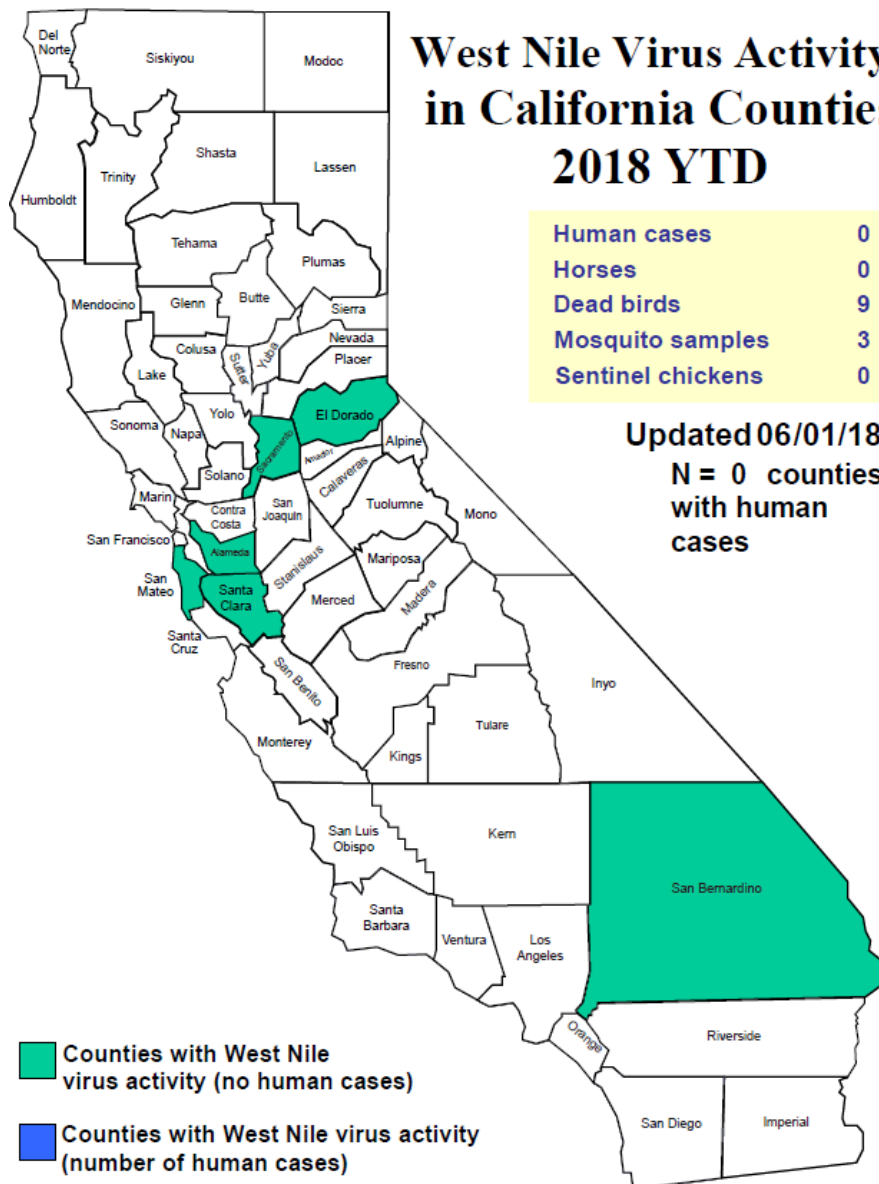 West Nile Virus Activity
in California Counties
2018 YTD
Human cases 0
Horses 0
Dead birds 9
Mosquito samples 3
Sentinel chickens 0
Updated 06/01/18
N = 0 counties
with human
cases
Del
Norte
Siskiyou
Modoc
Humboldt
Trinity
Shasta
Lassen
Tehama
Plumas
Mendocino
Glenn
Butte
Sierra
Colusa
Sutter
Yuba
Nevada
Placer
Lake
Sonoma
Napa
Yolo
Sacramento
El Dorado
Solano
Amador
Alpine
Calaveras
Marin
Contra
Costa
San
Joaquin
Tuolumne
Mono
San Francisco
Alameda
Stanislaus
Mariposa
San
Mateo
Santa
Clara
Merced
Madera
Santa
Cruz
San Benito
Fresno
Inyo
Monterey
Kings
Tulare
San Luis
Obispo
Kern
San Bernardino
Santa
Barbara
Ventura
Los
Angeles
Orange
Riverside
San Diego
Imperial
Counties with West Nile
virus activity (no human cases)
Counties with West Nile virus activity
(number of human cases)